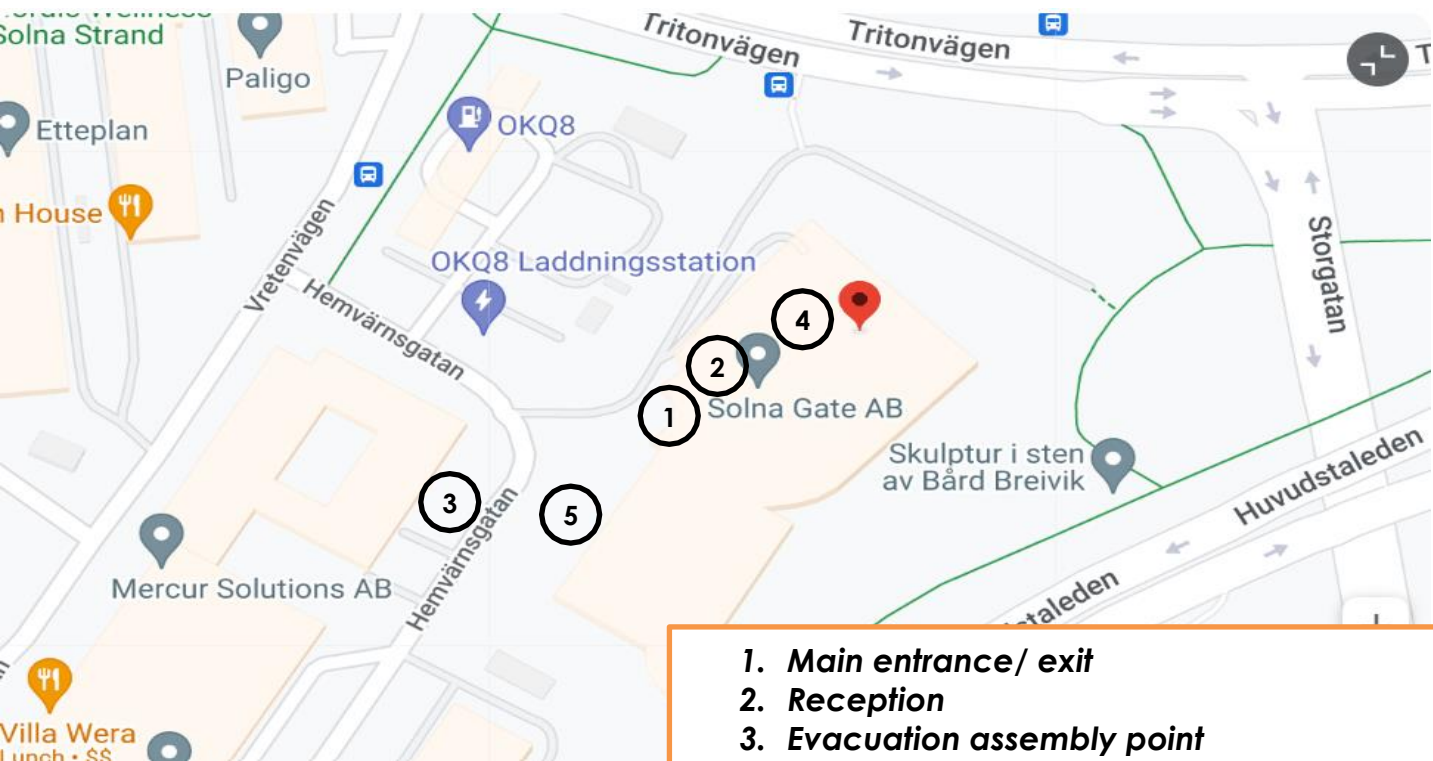 Solna Strand
Paligo
Etteplan
House
OKQ8
Tritonvägen
Tritonvägen
Vretenvägen
Hemvärnsgatan
OKQ8 Laddningsstation
Storgatan
4
2
1
Solna Gate AB
Skulptur i sten
av Bård Breivik
Huvudstaleden
3
5
Hemvärnsgatan
Mercur Solutions AB
staleden
Villa Wera
Lunch • $$
1. Main entrance/ exit
2. Reception
3. Evacuation assembly point